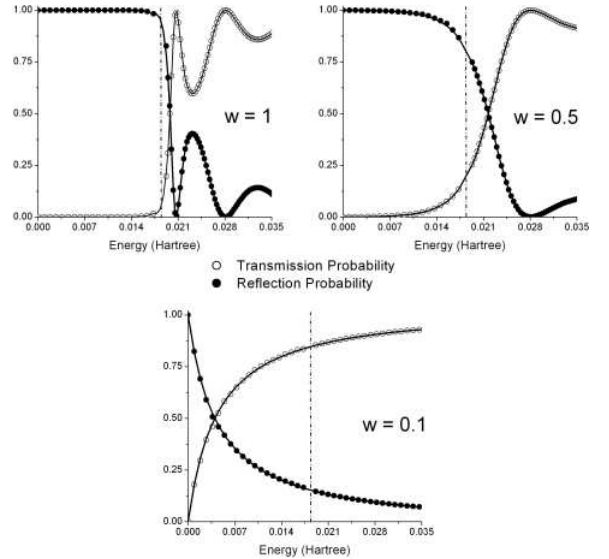 1.00
0.75
0.50
0.25
0.00
w = 1
0.000 0.007 0.014 0.021 0.028 0.035
Energy (Hartree)
1.00
0.75
0.50
0.25
0.00
w = 0.5
0.000 0.007 0.014 0.021 0.028 0.035
Energy (Hartree)
Transmission Probability
Reflection Probability
1.00
0.75
0.50
0.25
0.00
w = 0.1
0.000 0.007 0.014 0.021 0.028 0.035
Energy (Hartree)